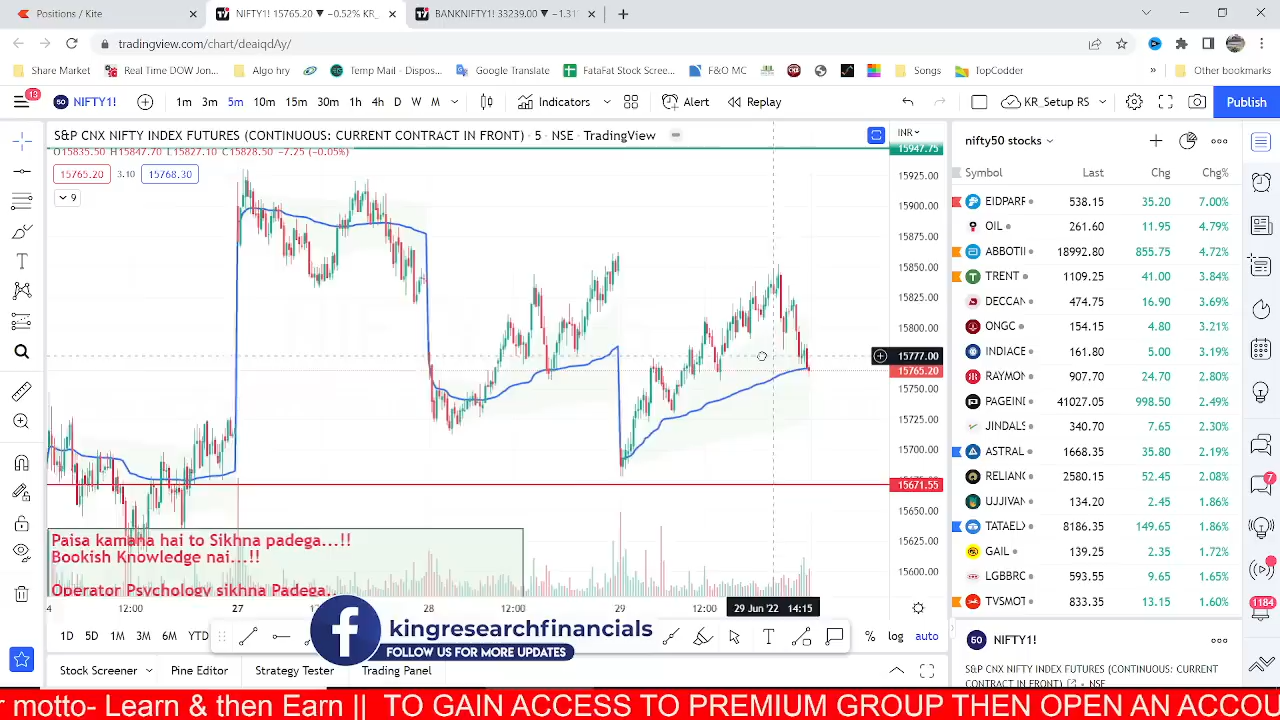 Positions / Kite
NIFTY1! 15765.20 ▼ −0.52% KR_
BANKNIFTY1! 33239.00 ▼ −1.31
tradingview.com/chart/deaiqdAy/
Share Market
Real Time DOW Jon...
Algo hry
Temp Mail - Dispos...
Google Translate
FataFat Stock Scree...
F&O MC
Songs
TopCodder
»
Other bookmarks
13
50 NIFTY1!
1m 3m 5m 10m 15m 30m 1h 4h D W M
Indicators
Alert
Replay
KR_Setup RS
Publish
S&P CNX NIFTY INDEX FUTURES (CONTINUOUS: CURRENT CONTRACT IN FRONT) · 5 · NSE · TradingView
O15835.50 H15847.70 L15827.10 C15828.50 −7.25 (−0.05%)
15765.20 3.10 15768.30
9
INR
15947.75
15925.00
15900.00
15875.00
15850.00
15825.00
15800.00
15777.00
15765.20
15750.00
15725.00
15700.00
15671.55
15650.00
15625.00
15600.00
Paisa kamana hai to Sikhna padega...!!
Bookish Knowledge nai...!!
Operator Psychology sikhna Padega..
4 12:00 27 28 12:00 29 12:00 29 Jun '22 14:15
1D 5D 1M 3M 6M YTD
% log auto
f kingresearchfinancials
FOLLOW US FOR MORE UPDATES
Stock Screener
Pine Editor
Strategy Tester
Trading Panel
nifty50 stocks
Symbol Last Chg Chg%
EIDPARF 538.15 35.20 7.00%
OIL 261.60 11.95 4.79%
ABBOTII 18992.80 855.75 4.72%
TRENT 1109.25 41.00 3.84%
DECCAN 474.75 16.90 3.69%
ONGC 154.15 4.80 3.21%
INDIACE 161.80 5.00 3.19%
RAYMON 907.70 24.70 2.80%
PAGEIND 41027.05 998.50 2.49%
JINDALS 340.70 7.65 2.30%
ASTRAL 1668.35 35.80 2.19%
RELIANC 2580.15 52.45 2.08%
UJJIVAN 134.20 2.45 1.86%
TATAELX 8186.35 149.65 1.86%
GAIL 139.25 2.35 1.72%
LGBBRC 593.55 9.65 1.65%
TVSMOT 833.35 13.15 1.60%
7
1184
50 NIFTY1!
S&P CNX NIFTY INDEX FUTURES (CONTINUOUS: CURRENT
CONTRACT IN FRONT) NSE
r motto- Learn & then Earn || TO GAIN ACCESS TO PREMIUM GROUP THEN OPEN AN ACCOU